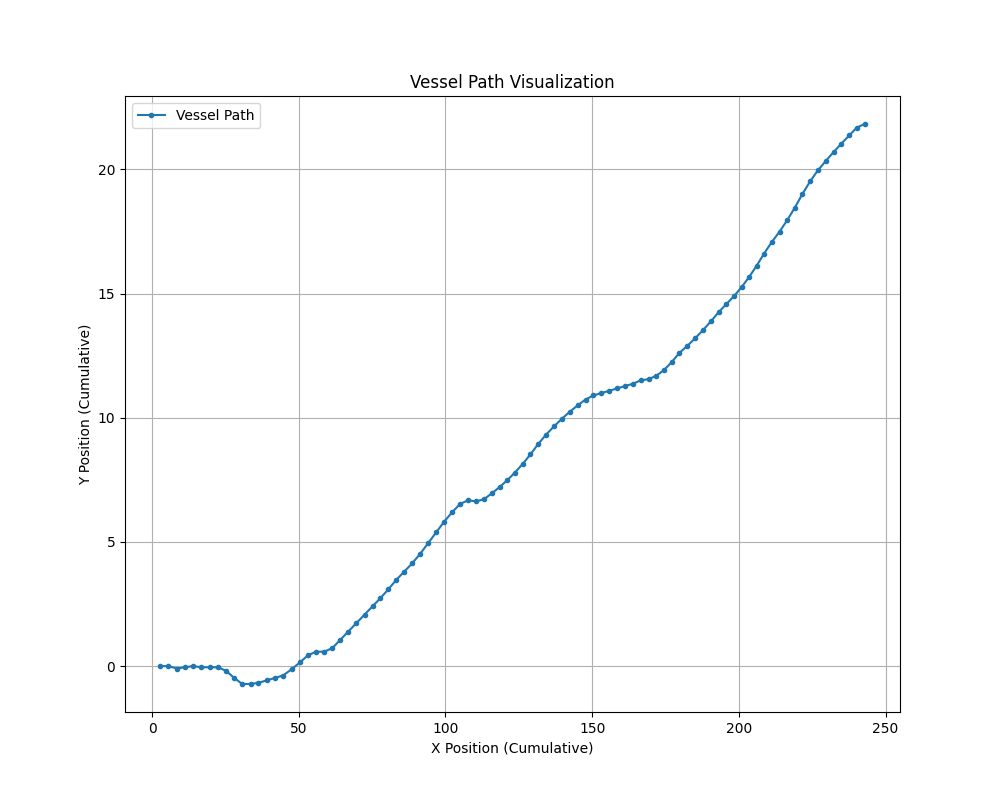 Vessel Path Visualization
Vessel Path
20
15
10
5
0
Y Position (Cumulative)
0 50 100 150 200 250
X Position (Cumulative)